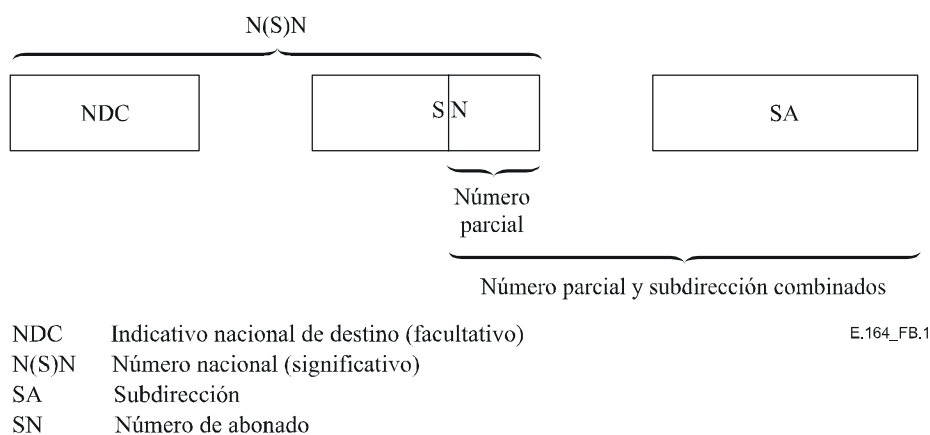 N(S)N
NDC
SN
SA
Número
parcial
Número parcial y subdirección combinados
NDC Indicativo nacional de destino (facultativo)
E.164_FB.1
N(S)N Número nacional (significativo)
SA Subdirección
SN Número de abonado